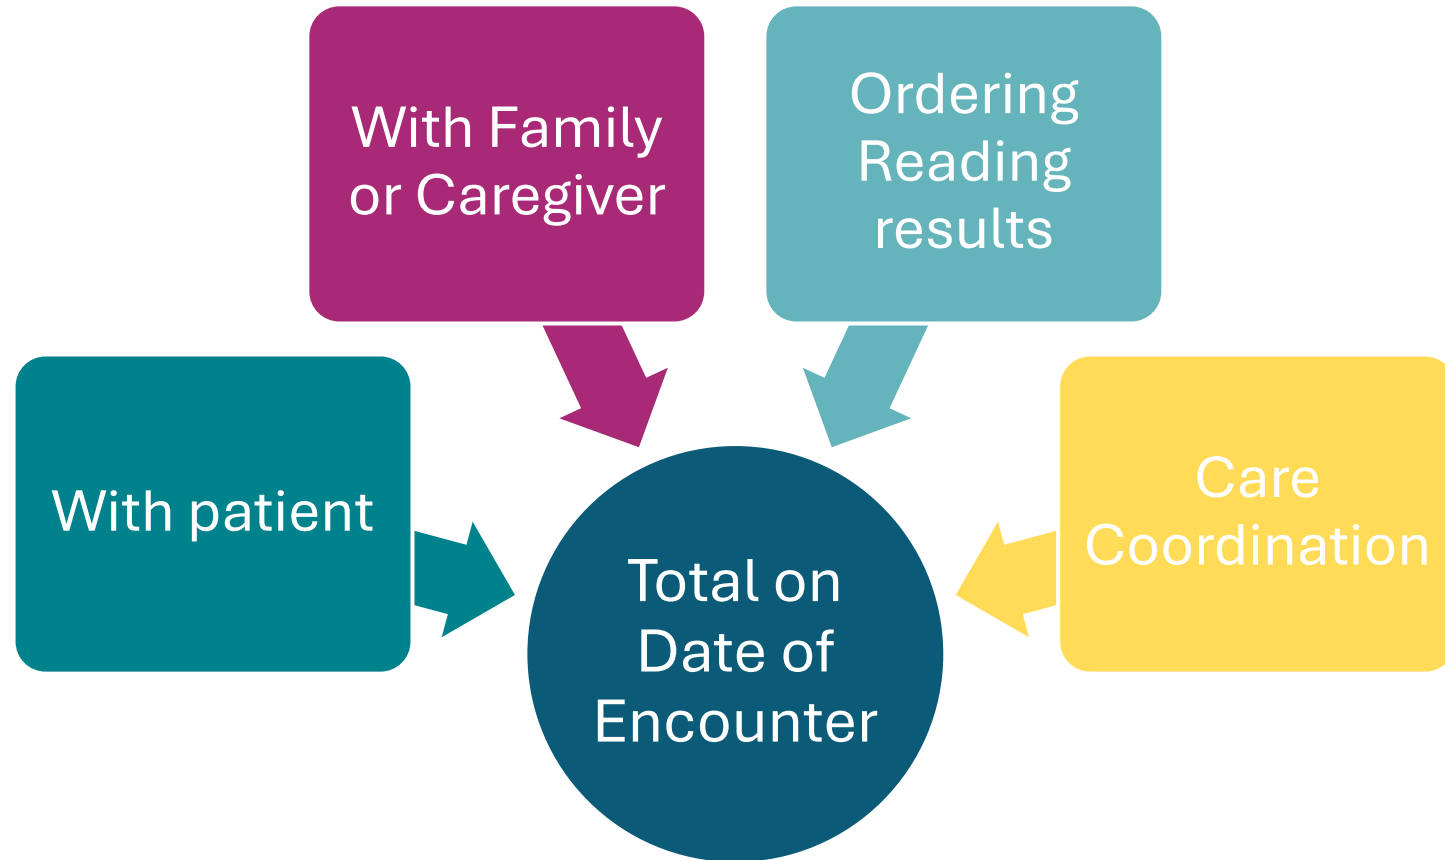 With Family
or Caregiver
Ordering
Reading
results
With patient
Care
Coordination
Total on
Date of
Encounter